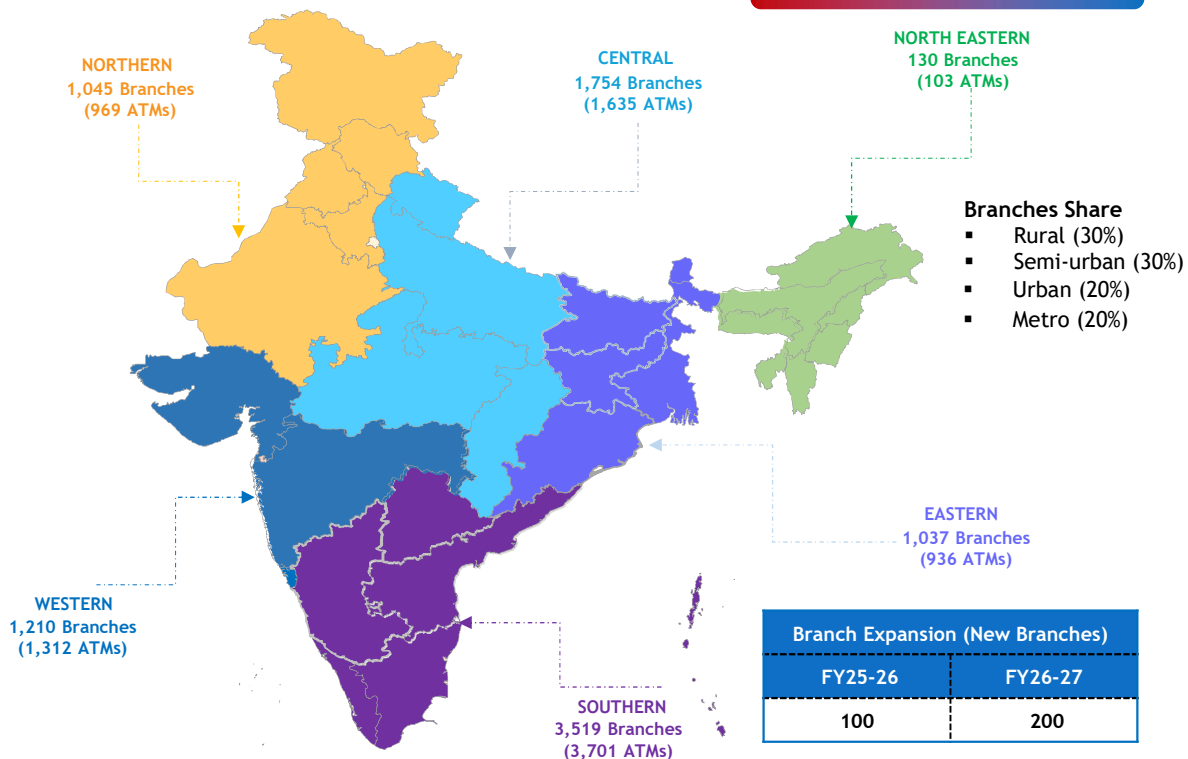 NORTHERN
1,045 Branches
(969 ATMs)
CENTRAL
1,754 Branches
(1,635 ATMs)
NORTH EASTERN
130 Branches
(103 ATMs)
Branches Share
▪ Rural (30%)
▪ Semi-urban (30%)
▪ Urban (20%)
▪ Metro (20%)
EASTERN
1,037 Branches
(936 ATMs)
WESTERN
1,210 Branches
(1,312 ATMs)
SOUTHERN
3,519 Branches
(3,701 ATMs)
Branch Expansion (New Branches)
FY25-26 FY26-27
100 200